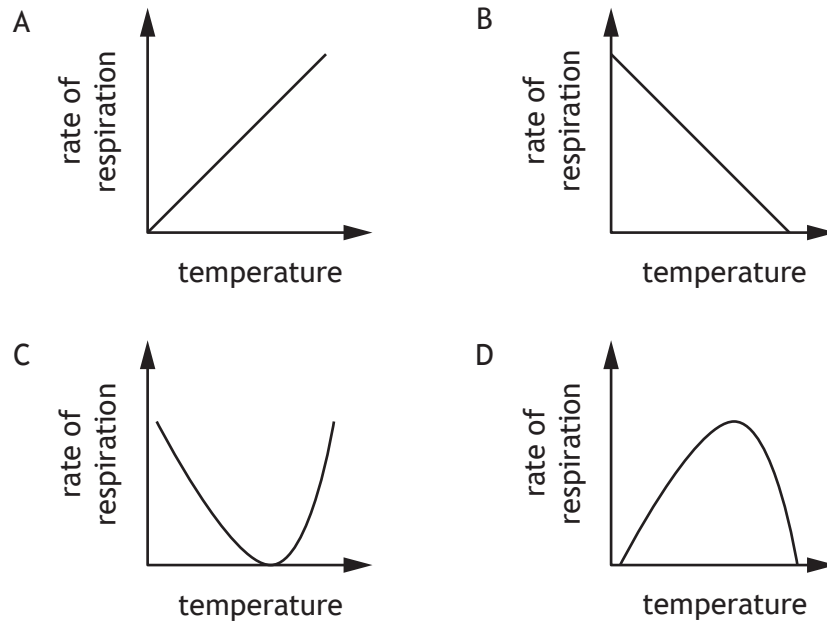 A
rate of
respiration
temperature
B
rate of
respiration
temperature
C
rate of
respiration
temperature
D
rate of
respiration
temperature